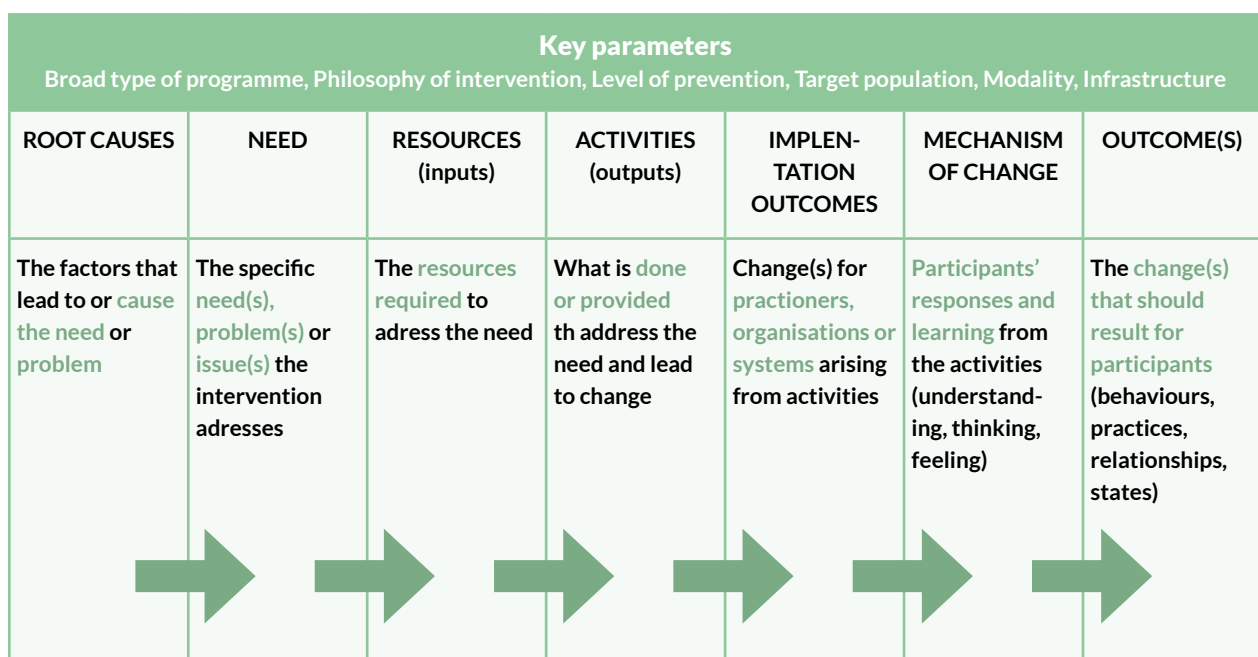 Key parameters
Broad type of programme, Philosophy of intervention, Level of prevention, Target population, Modality, Infrastructure
ROOT CAUSES
NEED
RESOURCES
(inputs)
ACTIVITIES
(outputs)
IMPLEN-
TATION
OUTCOMES
MECHANISM
OF CHANGE
OUTCOME(S)
The factors that
lead to or cause
the need or
problem
The specific
need(s),
problem(s) or
issue(s) the
intervention
adresses
The resources
required to
adress the need
What is done
or provided
th address the
need and lead
to change
Change(s) for
practioners,
organisations or
systems arising
from activities
Participants’
responses and
learning from
the activities
(understand-
ing, thinking,
feeling)
The change(s)
that should
result for
participants
(behaviours,
practices,
relationships,
states)